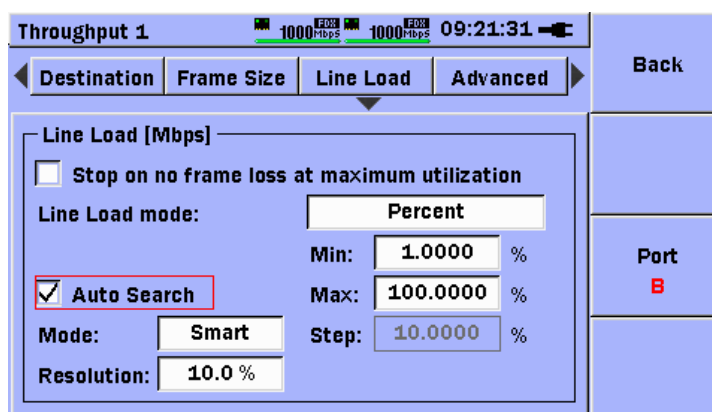 Throughput 1
1000 FDX Mbps
1000 FDX Mbps
09:21:31
Back
Destination
Frame Size
Line Load
Advanced
Line Load [Mbps]
Stop on no frame loss at maximum utilization
Line Load mode: Percent
Min: 1.0000 %
Auto Search
Max: 100.0000 %
Mode: Smart
Step: 10.0000 %
Resolution: 10.0 %
Port
B